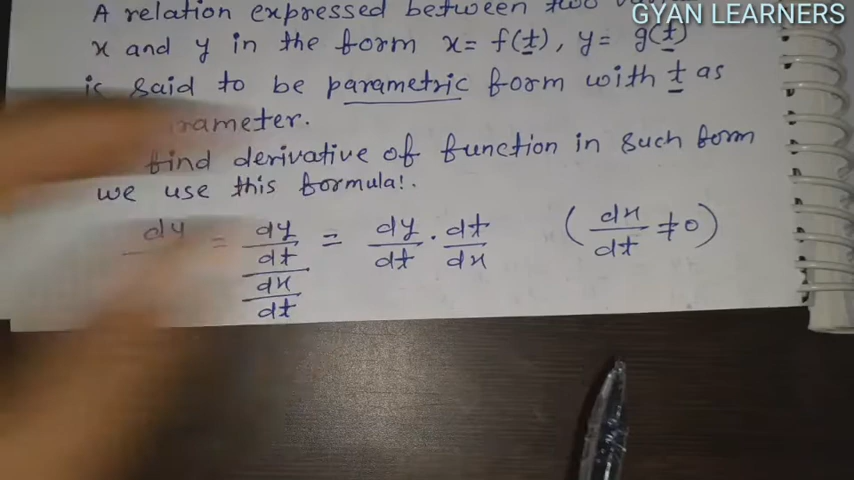 A relation expressed between two
GYAN LEARNERS
x and y in the form x= f(t), y= g(t)
is said to be parametric form with t as
rameter.
find derivative of function in such form
we use this formula!.
dy = dy/dt / dx/dt = dy/dt . dt/dx ( dx/dt ≠0 )